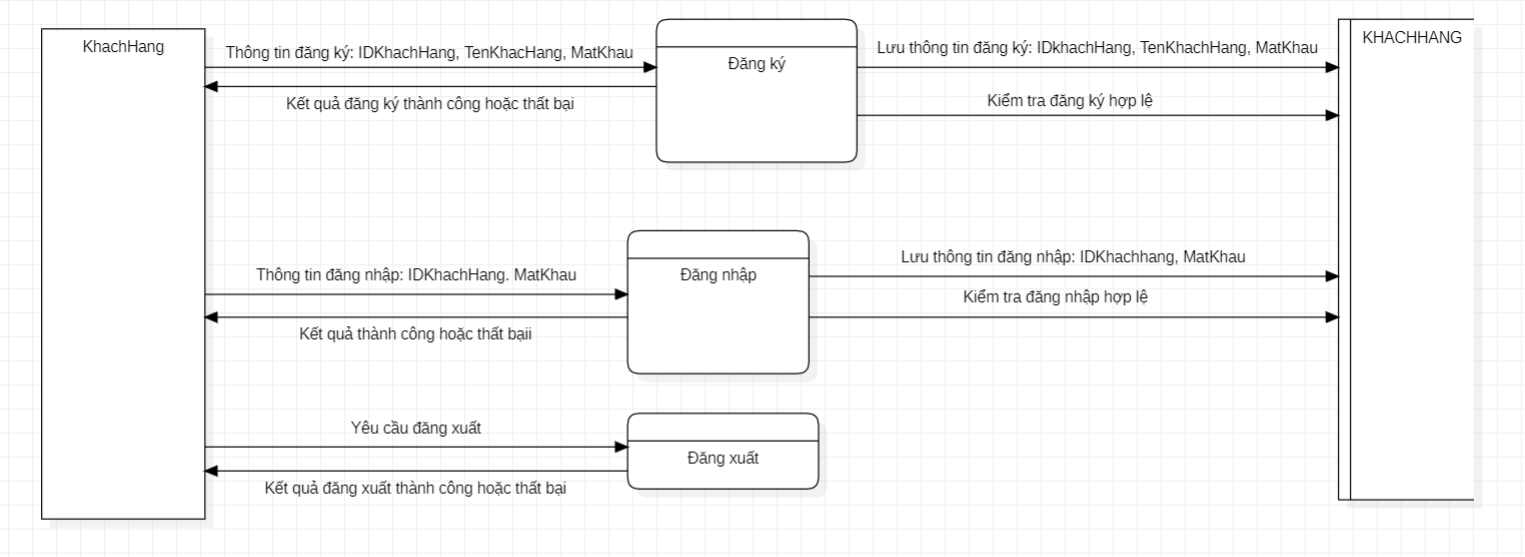 KhachHang
Thông tin đăng ký: IDKhachHang, TenKhacHang, MatKhau
Kết quả đăng ký thành công hoặc thất bại
Đăng ký
Lưu thông tin đăng ký: IDkhachHang, TenKhachHang, MatKhau
Kiểm tra đăng ký hợp lệ
KHACHHANG
Thông tin đăng nhập: IDKhachHang. MatKhau
Kết quả thành công hoặc thất bạii
Đăng nhập
Lưu thông tin đăng nhập: IDKhachhang, MatKhau
Kiểm tra đăng nhập hợp lệ
Yêu cầu đăng xuất
Kết quả đăng xuất thành công hoặc thất bại
Đăng xuất